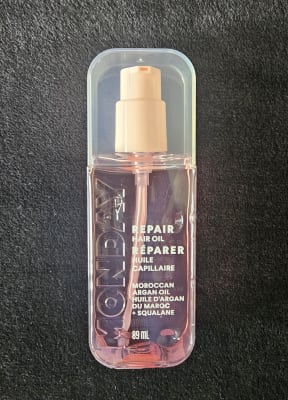 MONDAY
REPAIR
HAIR OIL
RÉPARER
HUILE
CAPILLAIRE
MOROCCAN
ARGAN OIL
HUILE D'ARGAN
DU MAROC
+ SQUALANE
89 ML